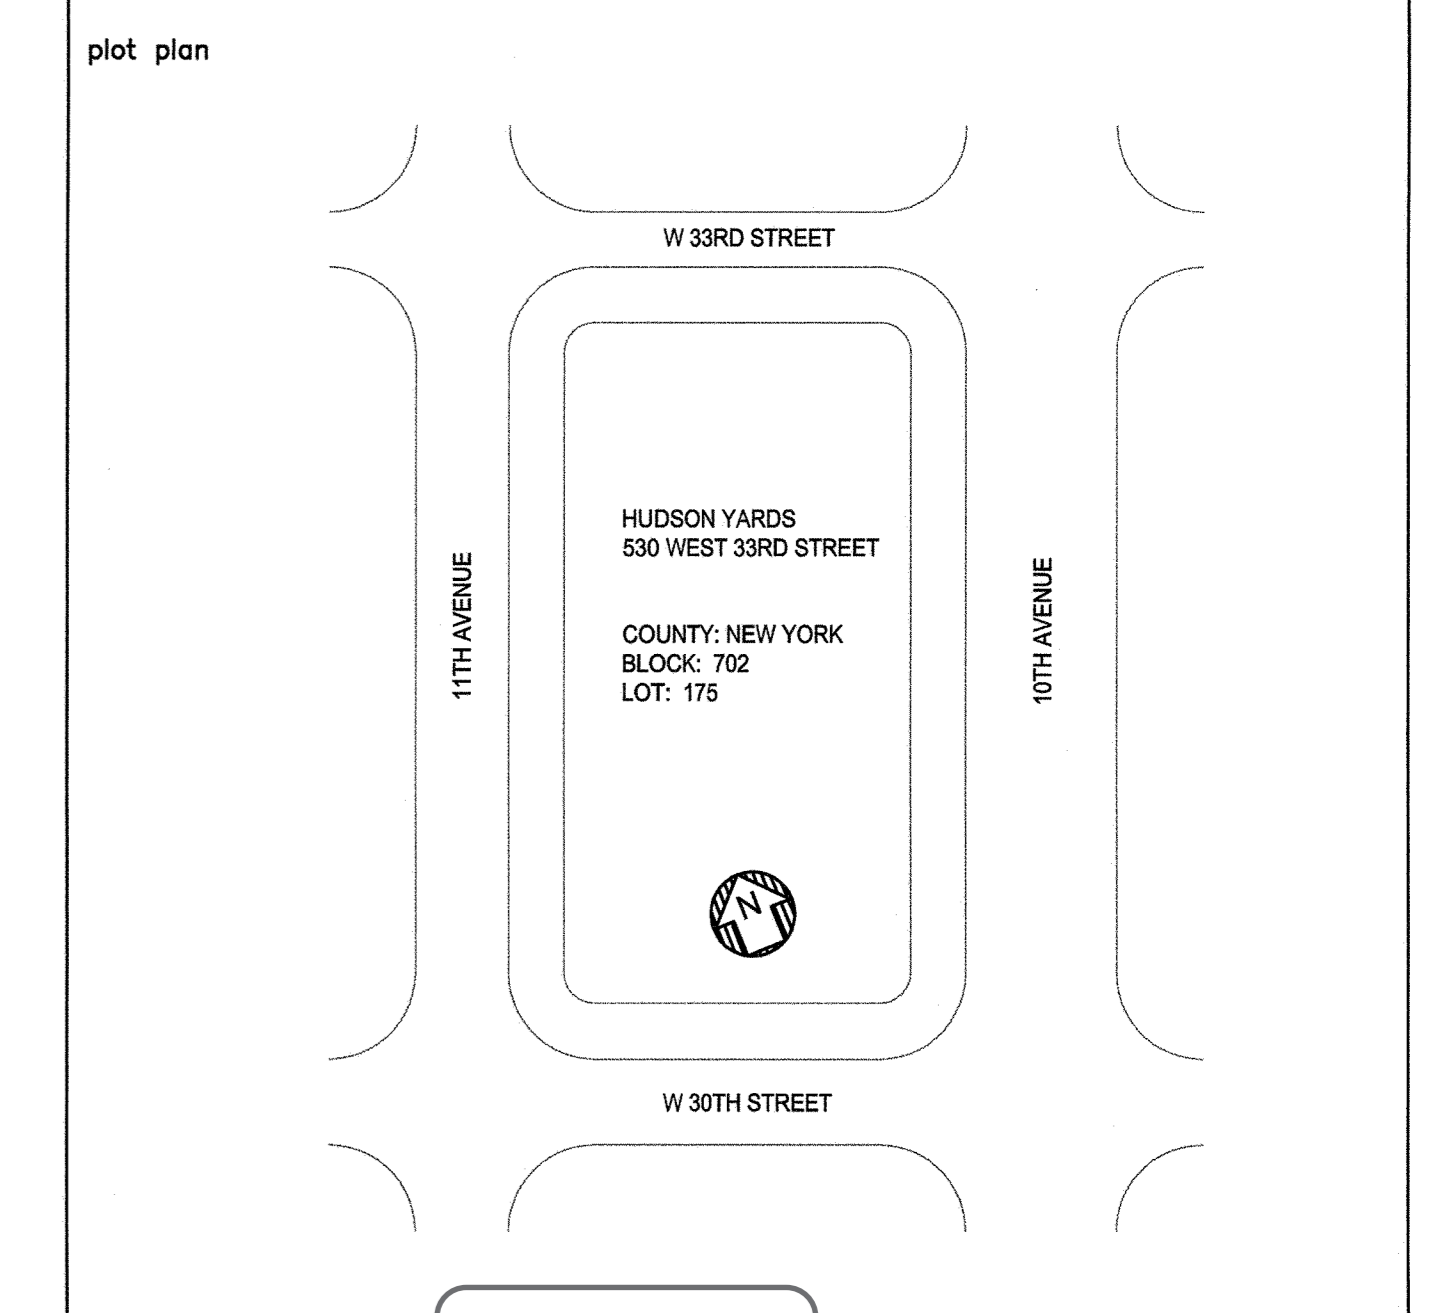 plot plan
W 33RD STREET
HUDSON YARDS
530 WEST 33RD STREET
11TH AVENUE
10TH AVENUE
COUNTY: NEW YORK
BLOCK: 702
LOT: 175
N
W 30TH STREET